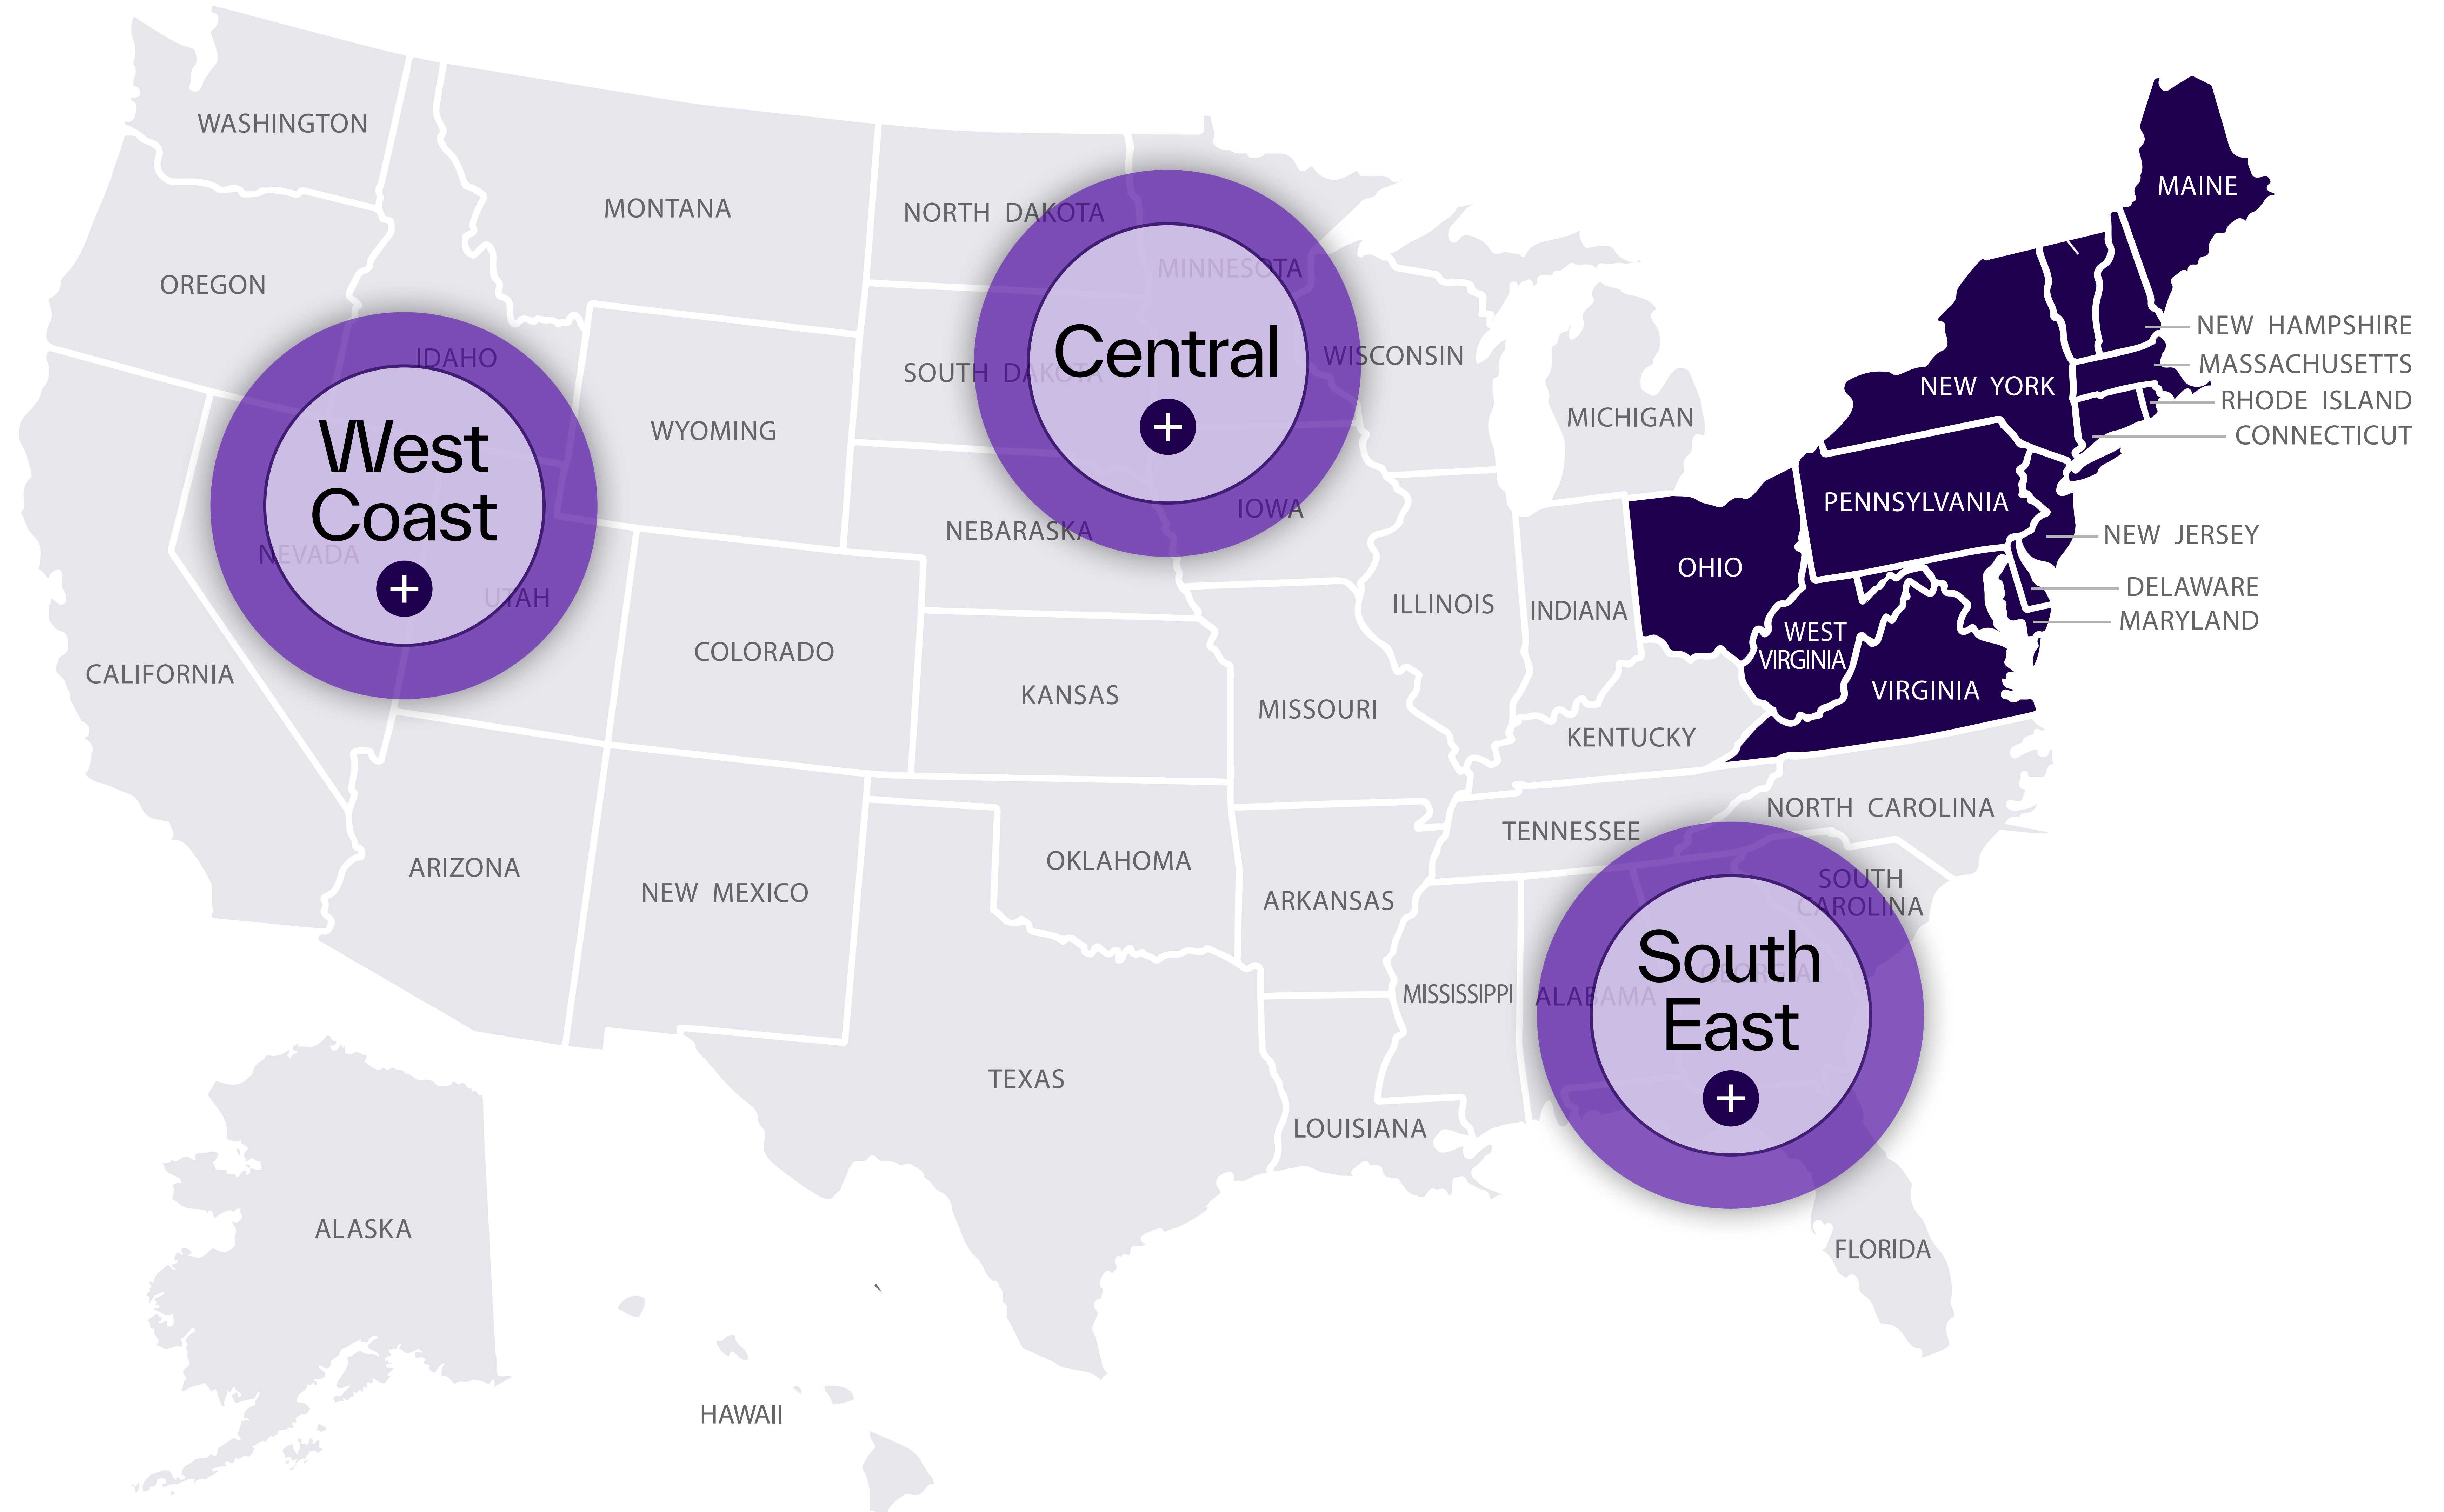 WASHINGTON
MONTANA
NORTH DAKOTA
MINNESOTA
MAINE
OREGON
IDAHO
WYOMING
SOUTH DAKOTA
WISCONSIN
MICHIGAN
NEW YORK
NEW HAMPSHIRE
MASSACHUSETTS
RHODE ISLAND
CONNECTICUT
West
Coast
+
Central
+
NEVADA
UTAH
NEBARASKA
IOWA
PENNSYLVANIA
NEW JERSEY
OHIO
DELAWARE
MARYLAND
ILLINOIS
INDIANA
WEST
VIRGINIA
VIRGINIA
CALIFORNIA
COLORADO
KANSAS
MISSOURI
KENTUCKY
NORTH CAROLINA
TENNESSEE
ARIZONA
NEW MEXICO
OKLAHOMA
ARKANSAS
SOUTH
CAROLINA
MISSISSIPPI
ALABAMA
GEORGIA
South
East
+
TEXAS
LOUISIANA
FLORIDA
ALASKA
HAWAII